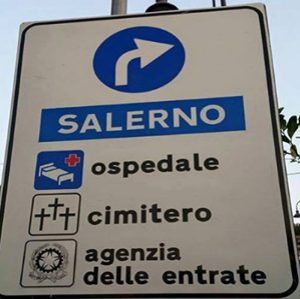 SALERNO
ospedale
cimitero
agenzia
delle entrate